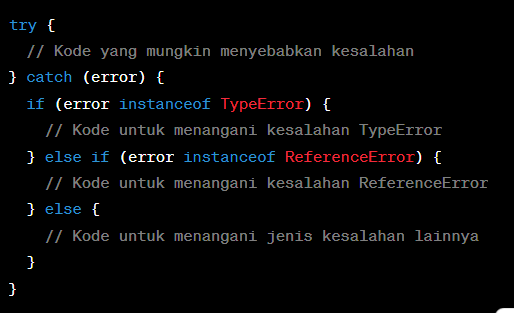 try {
  // Kode yang mungkin menyebabkan kesalahan
} catch (error) {
  if (error instanceof TypeError) {
    // Kode untuk menangani kesalahan TypeError
  } else if (error instanceof ReferenceError) {
    // Kode untuk menangani kesalahan ReferenceError
  } else {
    // Kode untuk menangani jenis kesalahan lainnya
  }
}